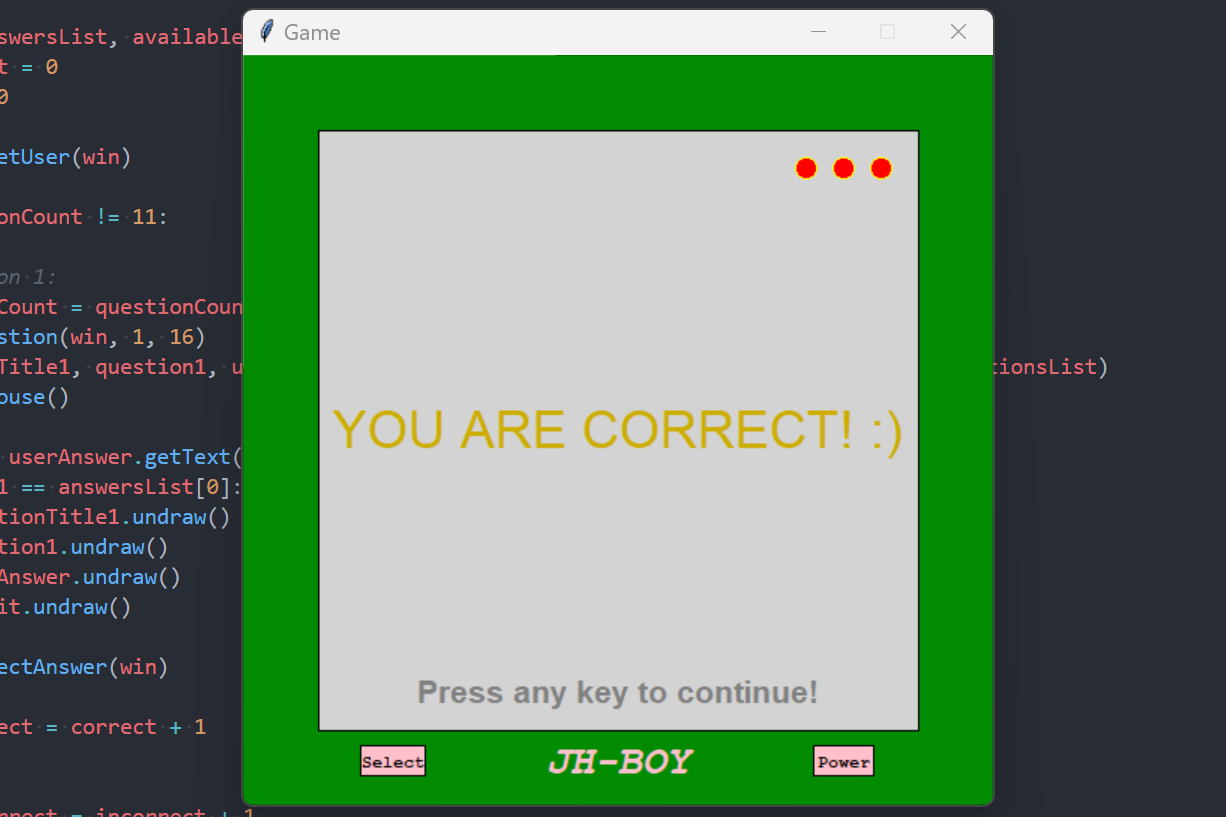 Game
swersList, available
t = 0
0
etUser(win)
onCount != 11:
on 1:
Count = questionCoun
stion(win, 1, 16)
Title1, question1, u
tionsList)
ouse()
userAnswer.getText(
1 == answersList[0]:
tionTitle1.undraw()
tion1.undraw()
Answer.undraw()
it.undraw()
ectAnswer(win)
ect = correct + 1
rrect = incorrect + 1
YOU ARE CORRECT! :)
Press any key to continue!
Select
JH-BOY
Power